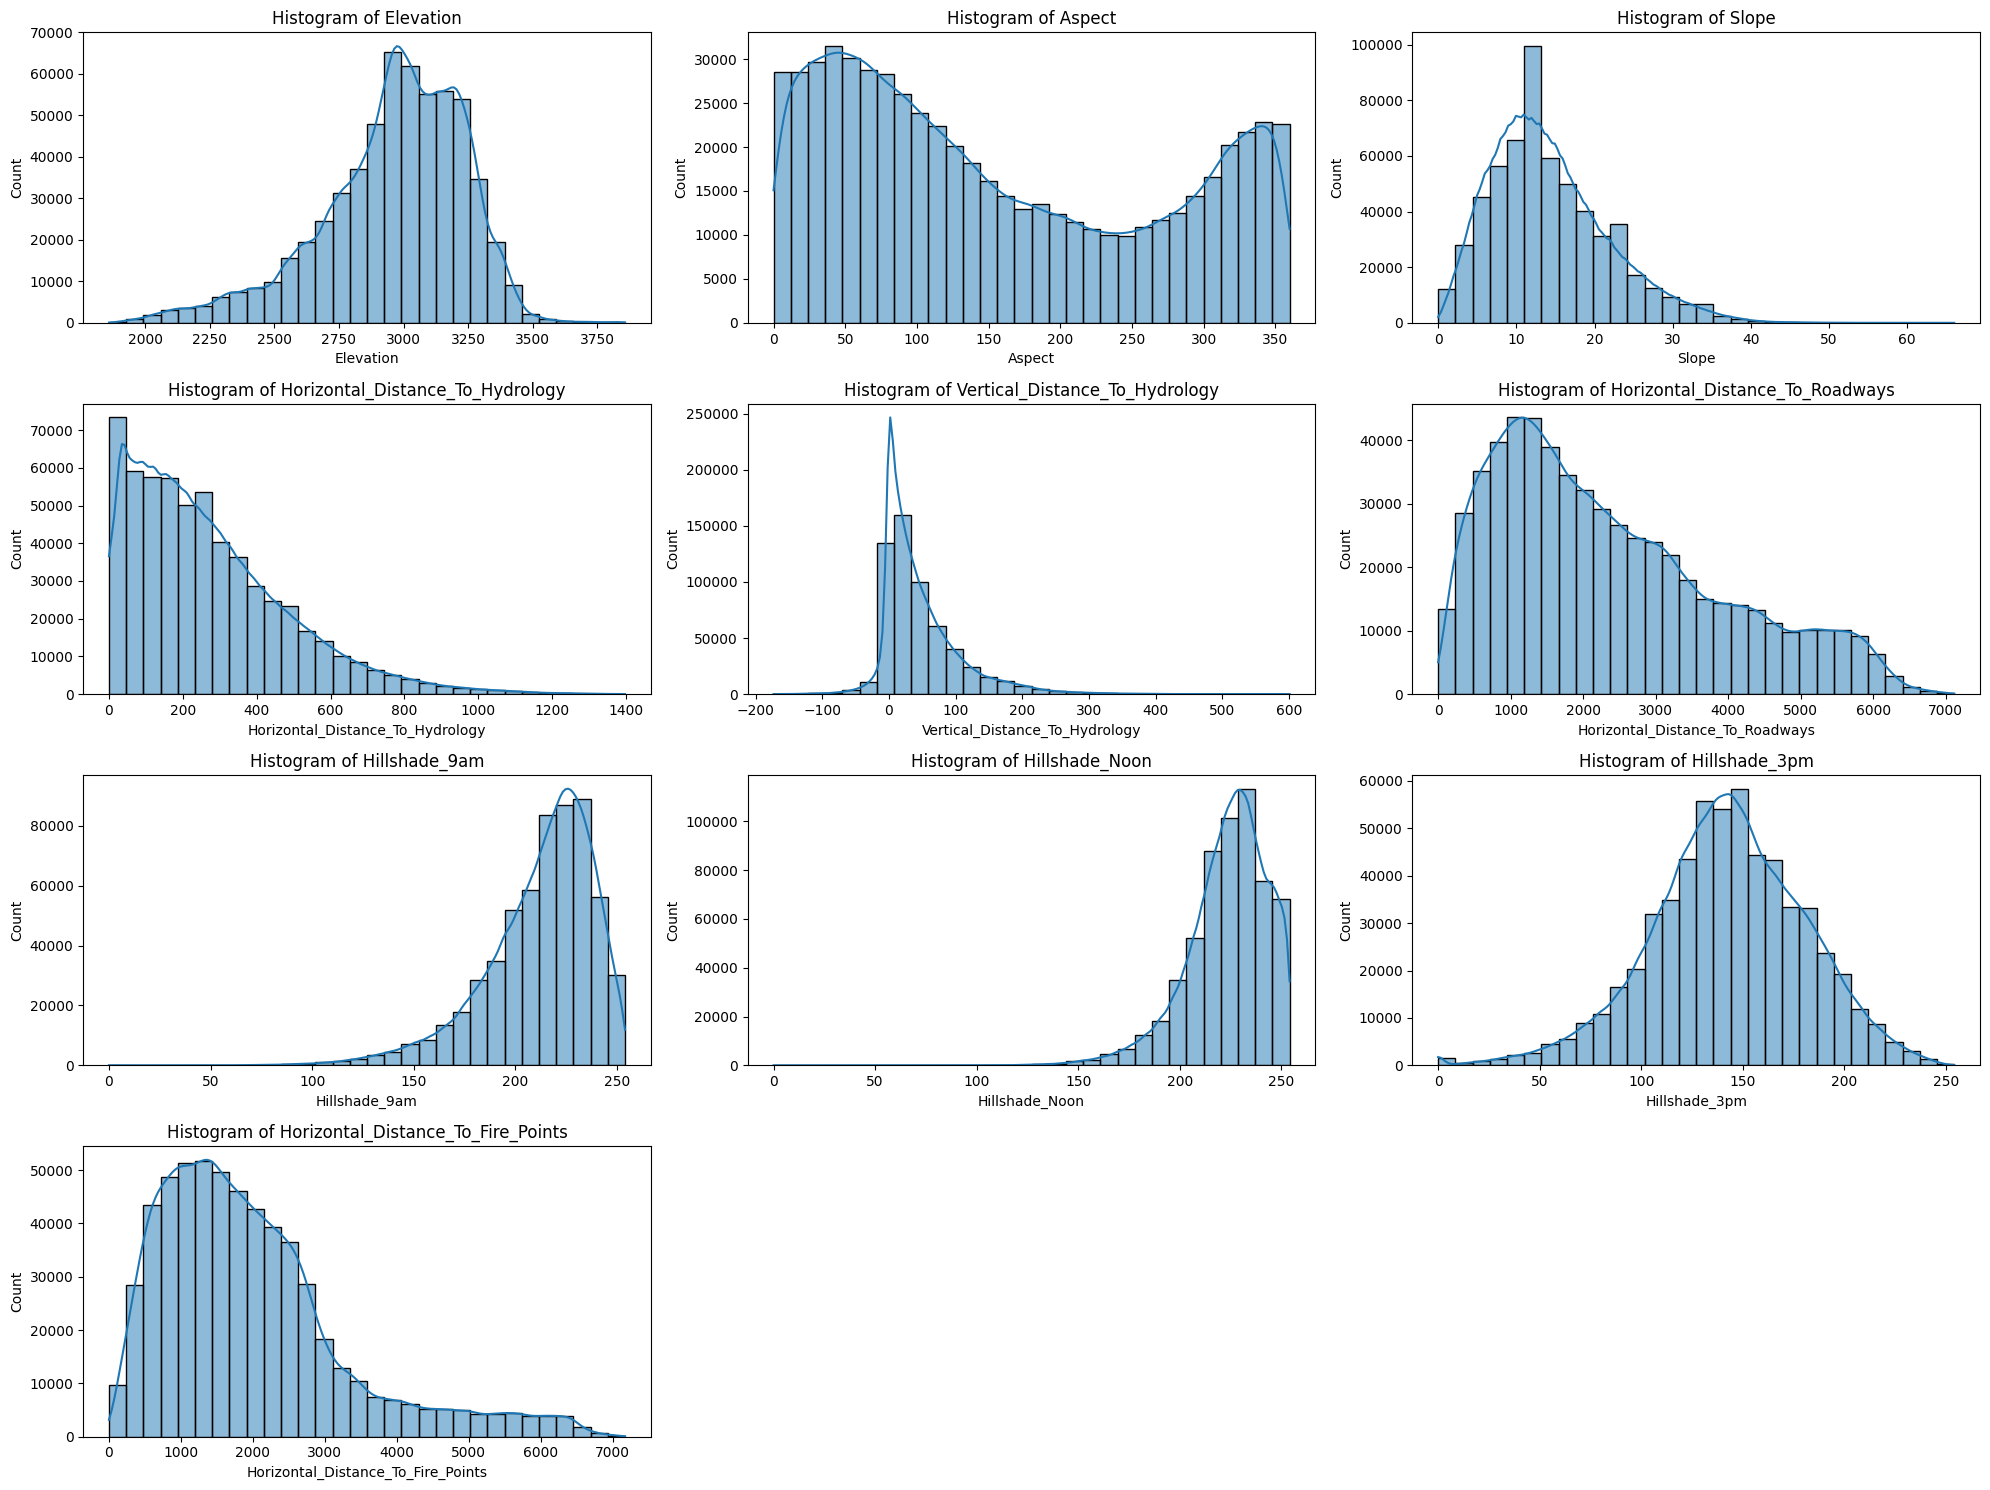 Histogram of Elevation
70000
60000
50000
40000
30000
20000
10000
0
Count
2000 2250 2500 2750 3000 3250 3500 3750
Elevation
Histogram of Aspect
30000
25000
20000
15000
10000
5000
0
Count
0 50 100 150 200 250 300 350
Aspect
Histogram of Slope
100000
80000
60000
40000
20000
0
Count
0 10 20 30 40 50 60
Slope
Histogram of Horizontal_Distance_To_Hydrology
70000
60000
50000
40000
30000
20000
10000
0
Count
0 200 400 600 800 1000 1200 1400
Horizontal_Distance_To_Hydrology
Histogram of Vertical_Distance_To_Hydrology
250000
200000
150000
100000
50000
0
Count
−200 −100 0 100 200 300 400 500 600
Vertical_Distance_To_Hydrology
Histogram of Horizontal_Distance_To_Roadways
40000
30000
20000
10000
0
Count
0 1000 2000 3000 4000 5000 6000 7000
Horizontal_Distance_To_Roadways
Histogram of Hillshade_9am
80000
60000
40000
20000
0
Count
0 50 100 150 200 250
Hillshade_9am
Histogram of Hillshade_Noon
100000
80000
60000
40000
20000
0
Count
0 50 100 150 200 250
Hillshade_Noon
Histogram of Hillshade_3pm
60000
50000
40000
30000
20000
10000
0
Count
0 50 100 150 200 250
Hillshade_3pm
Histogram of Horizontal_Distance_To_Fire_Points
50000
40000
30000
20000
10000
0
Count
0 1000 2000 3000 4000 5000 6000 7000
Horizontal_Distance_To_Fire_Points